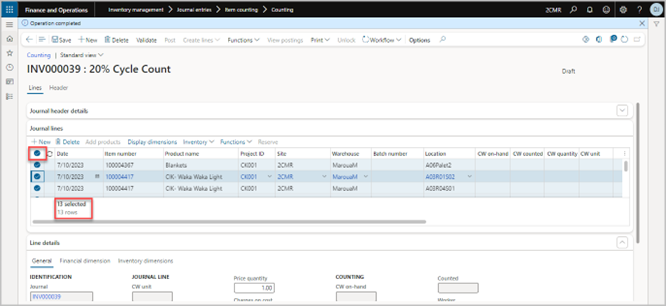 Finance and Operations Inventory management > Journal entries > Item counting > Counting 2CMR
Operation completed
Save New Delete Validate Post Create lines Functions View postings Print Unlock Workflow Options
Counting | Standard view
INV000039 : 20% Cycle Count
Draft
Lines Header
Journal header details
Journal lines
New Delete Add products Display dimensions Inventory Functions Reserve
Date Item number Product name Project ID Site Warehouse Batch number Location CW on-hand CW counted CW quantity CW unit
7/10/2023 100004367 Blankets CK001 2CMR MarouaM A06Palet2
7/10/2023 100004417 CIK- Waka Waka Light CK001 2CMR MarouaM A03R01S02
7/10/2023 100004417 CIK- Waka Waka Light CK001 2CMR MarouaM A03R04S01
13 selected
13 rows
Line details
General Financial dimension Inventory dimensions
IDENTIFICATION JOURNAL LINE Price quantity COUNTING Counted
Journal CW unit 1.00 CW on-hand
INV000039 Charges on cost Worker